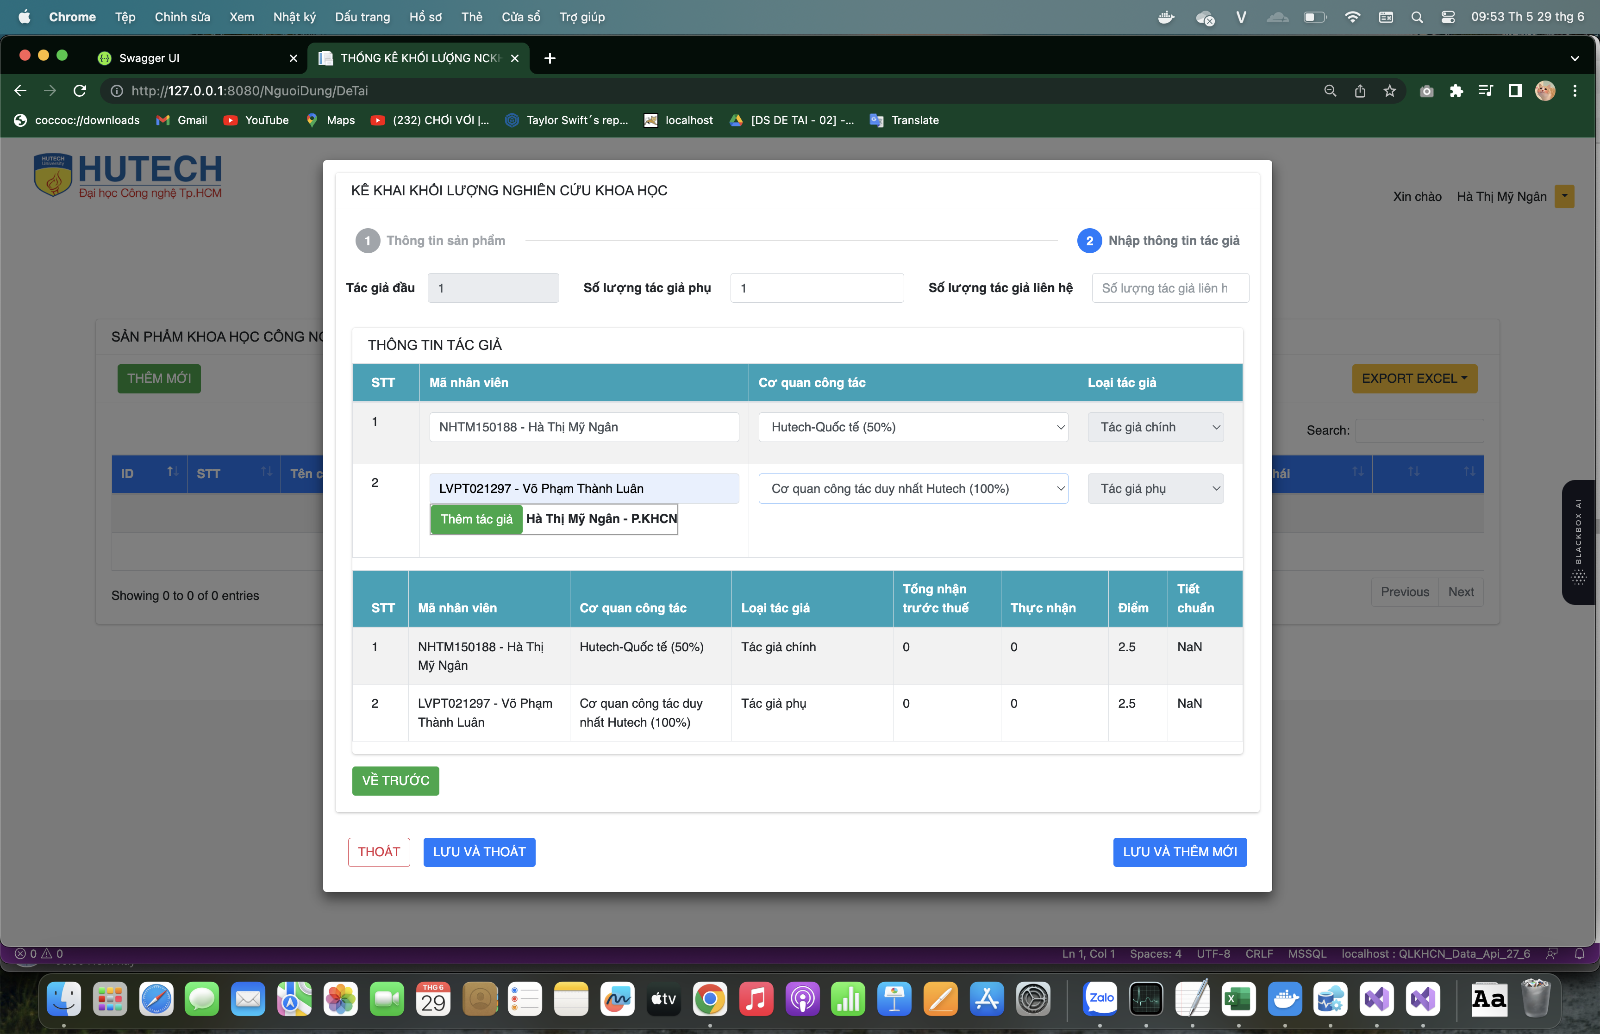 Chrome Tệp Chỉnh sửa Xem Nhật ký Dấu trang Hồ sơ Thẻ Cửa sổ Trợ giúp V 09:53 Th 5 29 thg 6
Swagger UI THỐNG KÊ KHỐI LƯỢNG NCKH
http://127.0.0.1:8080/NguoiDung/DeTai
coccoc://downloads Gmail YouTube Maps (232) CHƠI VƠI |... Taylor Swift´s rep... localhost [DS DE TAI - 02] -... Translate
HUTECH University
HUTECH
Đại học Công nghệ Tp.HCM
Xin chào Hà Thị Mỹ Ngân
KÊ KHAI KHỐI LƯỢNG NGHIÊN CỨU KHOA HỌC
1 Thông tin sản phẩm 2 Nhập thông tin tác giả
Tác giả đầu 1 Số lượng tác giả phụ 1 Số lượng tác giả liên hệ Số lượng tác giả liên h
SẢN PHẨM KHOA HỌC CÔNG NG
THÊM MỚI
EXPORT EXCEL
Search:
ID STT Tên c hái
THÔNG TIN TÁC GIẢ
STT Mã nhân viên Cơ quan công tác Loại tác giả
1 NHTM150188 - Hà Thị Mỹ Ngân Hutech-Quốc tế (50%) Tác giả chính
2 LVPT021297 - Võ Phạm Thành Luân Cơ quan công tác duy nhất Hutech (100%) Tác giả phụ
Thêm tác giả Hà Thị Mỹ Ngân - P.KHCN
BLACKBOX AI
Showing 0 to 0 of 0 entries
Previous Next
STT Mã nhân viên Cơ quan công tác Loại tác giả Tổng nhận trước thuế Thực nhận Điểm Tiết chuẩn
1 NHTM150188 - Hà Thị Mỹ Ngân Hutech-Quốc tế (50%) Tác giả chính 0 0 2.5 NaN
2 LVPT021297 - Võ Phạm Thành Luân Cơ quan công tác duy nhất Hutech (100%) Tác giả phụ 0 0 2.5 NaN
VỀ TRƯỚC
THOÁT LƯU VÀ THOÁT LƯU VÀ THÊM MỚI
0 0 Ln 1, Col 1 Spaces: 4 UTF-8 CRLF MSSQL localhost : QLKHCN_Data_Api_27_6
THG 6
29
tv
Zalo
Aa